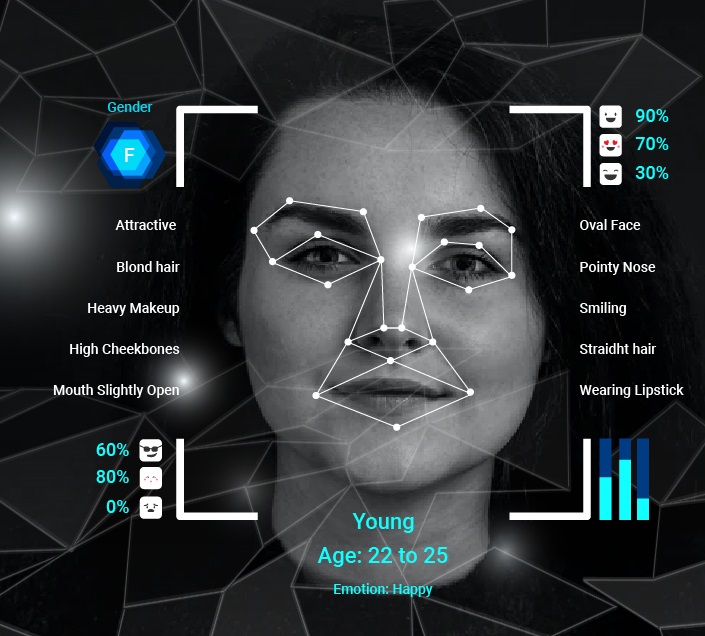 Gender
F
90%
70%
30%
Attractive
Blond hair
Heavy Makeup
High Cheekbones
Mouth Slightly Open
Oval Face
Pointy Nose
Smiling
Straidht hair
Wearing Lipstick
60%
80%
0%
Young
Age: 22 to 25
Emotion: Happy